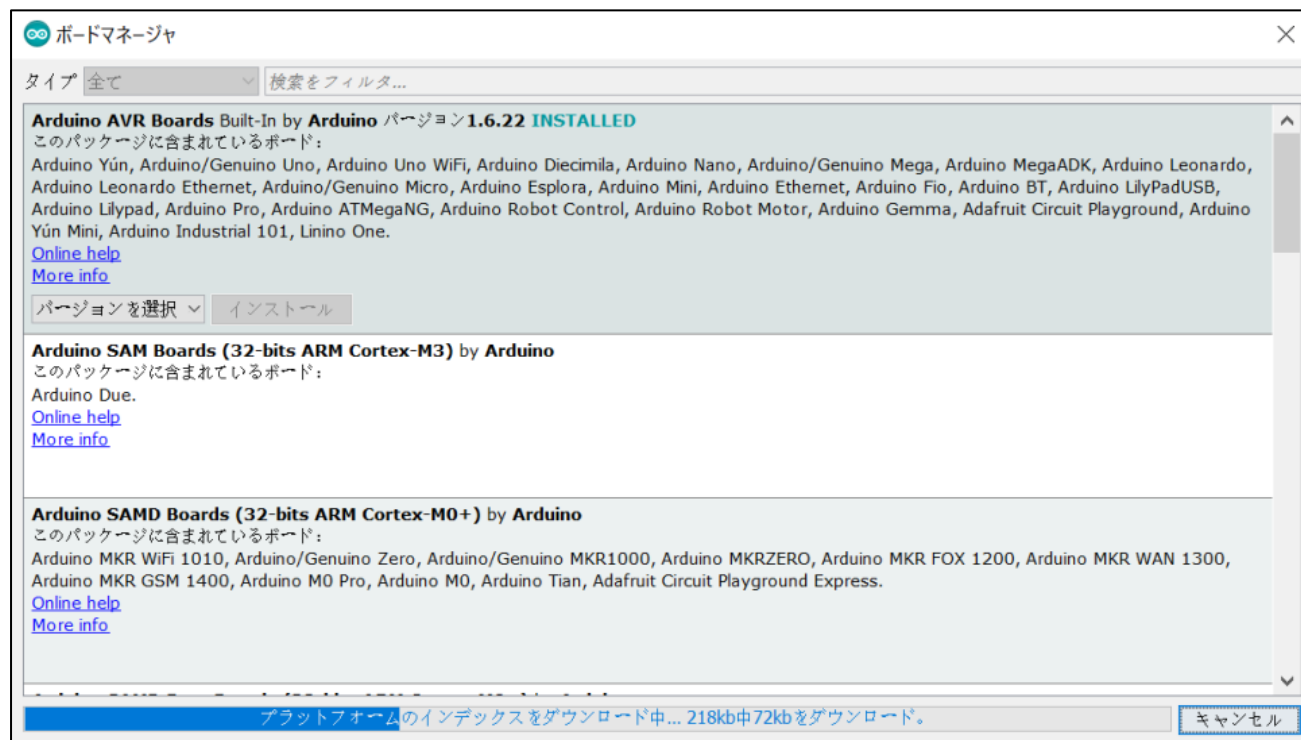 ボードマネージャ
タイプ 全て 検索をフィルタ...
Arduino AVR Boards Built-In by Arduino バージョン1.6.22 INSTALLED
このパッケージに含まれているボード:
Arduino Yún, Arduino/Genuino Uno, Arduino Uno WiFi, Arduino Diecimila, Arduino Nano, Arduino/Genuino Mega, Arduino MegaADK, Arduino Leonardo,
Arduino Leonardo Ethernet, Arduino/Genuino Micro, Arduino Esplora, Arduino Mini, Arduino Ethernet, Arduino Fio, Arduino BT, Arduino LilyPadUSB,
Arduino Lilypad, Arduino Pro, Arduino ATMegaNG, Arduino Robot Control, Arduino Robot Motor, Arduino Gemma, Adafruit Circuit Playground, Arduino
Yún Mini, Arduino Industrial 101, Linino One.
Online help
More info
バージョンを選択 インストール
Arduino SAM Boards (32-bits ARM Cortex-M3) by Arduino
このパッケージに含まれているボード:
Arduino Due.
Online help
More info
Arduino SAMD Boards (32-bits ARM Cortex-M0+) by Arduino
このパッケージに含まれているボード:
Arduino MKR WiFi 1010, Arduino/Genuino Zero, Arduino/Genuino MKR1000, Arduino MKRZERO, Arduino MKR FOX 1200, Arduino MKR WAN 1300,
Arduino MKR GSM 1400, Arduino M0 Pro, Arduino M0, Arduino Tian, Adafruit Circuit Playground Express.
Online help
More info
プラットフォームのインデックスをダウンロード中... 218kb中72kbをダウンロード。 キャンセル